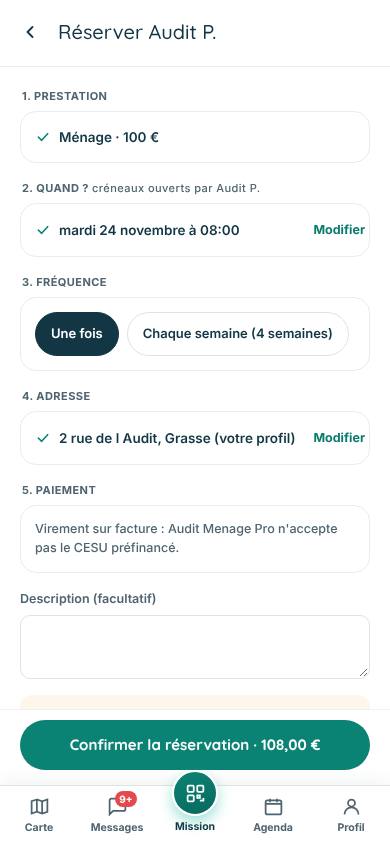 Réserver Audit P.
1. PRESTATION
Ménage · 100 €
2. QUAND ? créneaux ouverts par Audit P.
mardi 24 novembre à 08:00
Modifier
3. FRÉQUENCE
Une fois
Chaque semaine (4 semaines)
4. ADRESSE
2 rue de l Audit, Grasse (votre profil)
Modifier
5. PAIEMENT
Virement sur facture : Audit Menage Pro n'accepte
pas le CESU préfinancé.
Description (facultatif)
Confirmer la réservation · 108,00 €
9+
Carte
Messages
Mission
Agenda
Profil